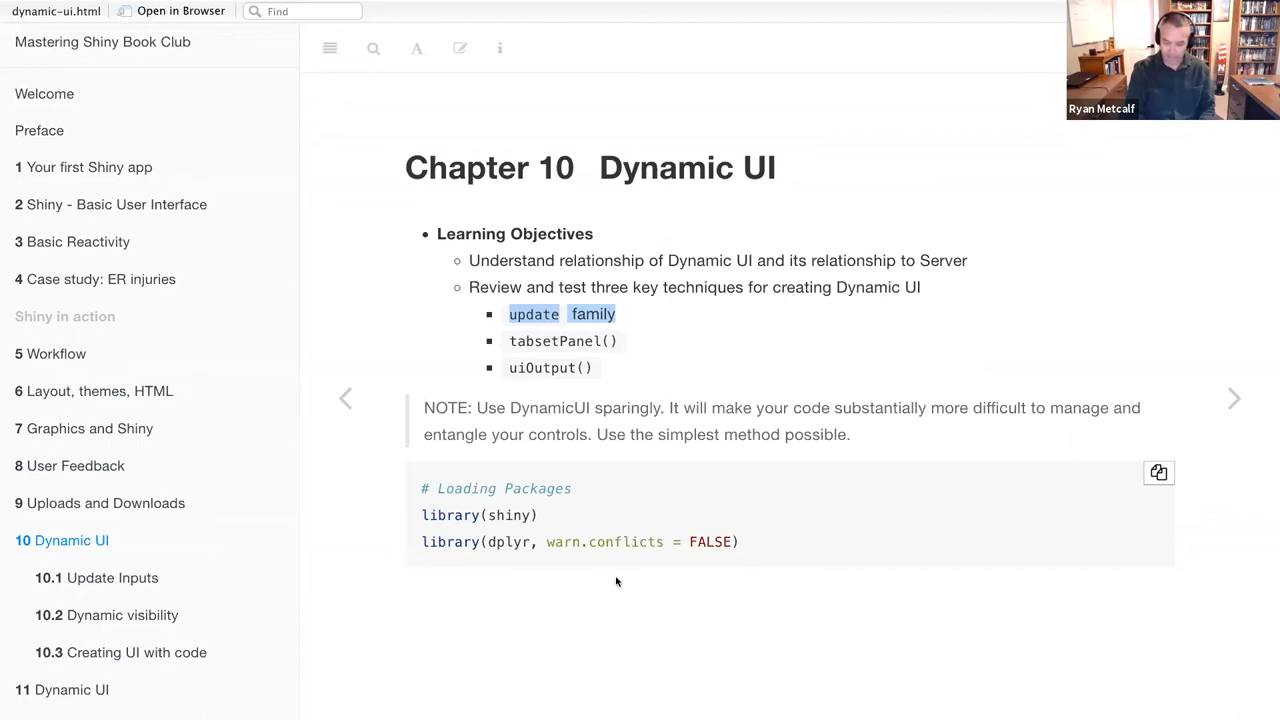 dynamic-ui.html Open in Browser Find
Mastering Shiny Book Club
Welcome
Preface
1 Your first Shiny app
2 Shiny - Basic User Interface
3 Basic Reactivity
4 Case study: ER injuries
Shiny in action
5 Workflow
6 Layout, themes, HTML
7 Graphics and Shiny
8 User Feedback
9 Uploads and Downloads
10 Dynamic UI
10.1 Update Inputs
10.2 Dynamic visibility
10.3 Creating UI with code
11 Dynamic UI
Ryan Metcalf
Chapter 10 Dynamic UI
Learning Objectives
Understand relationship of Dynamic UI and its relationship to Server
Review and test three key techniques for creating Dynamic UI
update family
tabsetPanel()
uiOutput()
NOTE: Use DynamicUI sparingly. It will make your code substantially more difficult to manage and
entangle your controls. Use the simplest method possible.
# Loading Packages
library(shiny)
library(dplyr, warn.conflicts = FALSE)